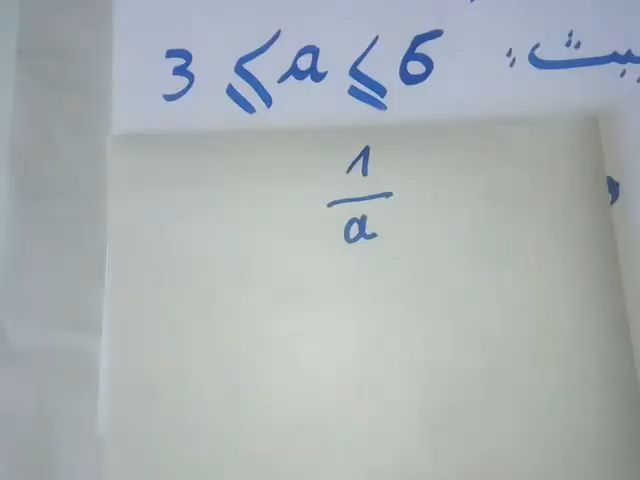 3 ≤ a ≤ 6 :
1
a